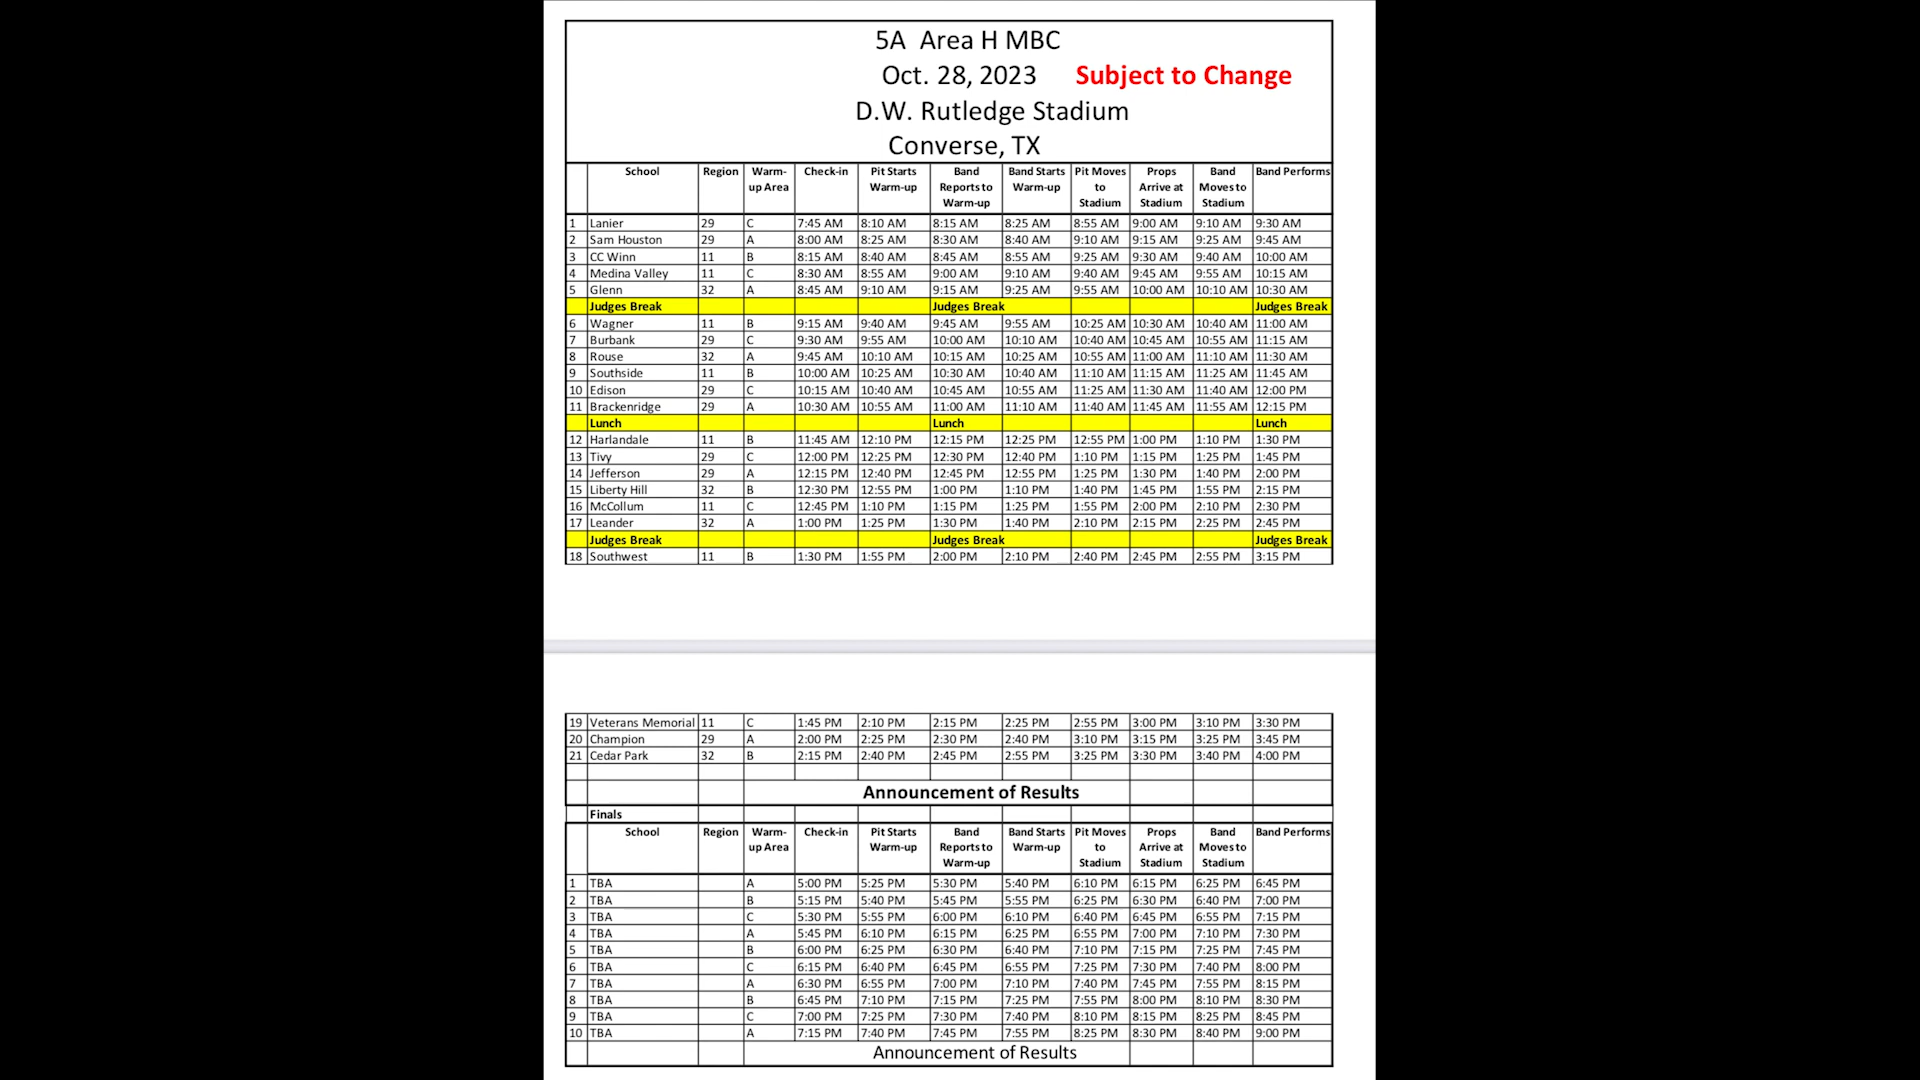 5A Area H MBC
Oct. 28, 2023 Subject to Change
D.W. Rutledge Stadium
Converse, TX
School Region Warm-up Area Check-in Pit Starts Warm-up Band Reports to Warm-up Band Starts Warm-up Pit Moves to Stadium Props Arrive at Stadium Band Moves to Stadium Band Performs
1 Lanier 29 C 7:45 AM 8:10 AM 8:15 AM 8:25 AM 8:55 AM 9:00 AM 9:10 AM 9:30 AM
2 Sam Houston 29 A 8:00 AM 8:25 AM 8:30 AM 8:40 AM 9:10 AM 9:15 AM 9:25 AM 9:45 AM
3 CC Winn 11 B 8:15 AM 8:40 AM 8:45 AM 8:55 AM 9:25 AM 9:30 AM 9:40 AM 10:00 AM
4 Medina Valley 11 C 8:30 AM 8:55 AM 9:00 AM 9:10 AM 9:40 AM 9:45 AM 9:55 AM 10:15 AM
5 Glenn 32 A 8:45 AM 9:10 AM 9:15 AM 9:25 AM 9:55 AM 10:00 AM 10:10 AM 10:30 AM
Judges Break Judges Break Judges Break
6 Wagner 11 B 9:15 AM 9:40 AM 9:45 AM 9:55 AM 10:25 AM 10:30 AM 10:40 AM 11:00 AM
7 Burbank 29 C 9:30 AM 9:55 AM 10:00 AM 10:10 AM 10:40 AM 10:45 AM 10:55 AM 11:15 AM
8 Rouse 32 A 9:45 AM 10:10 AM 10:15 AM 10:25 AM 10:55 AM 11:00 AM 11:10 AM 11:30 AM
9 Southside 11 B 10:00 AM 10:25 AM 10:30 AM 10:40 AM 11:10 AM 11:15 AM 11:25 AM 11:45 AM
10 Edison 29 C 10:15 AM 10:40 AM 10:45 AM 10:55 AM 11:25 AM 11:30 AM 11:40 AM 12:00 PM
11 Brackenridge 29 A 10:30 AM 10:55 AM 11:00 AM 11:10 AM 11:40 AM 11:45 AM 11:55 AM 12:15 PM
Lunch Lunch Lunch
12 Harlandale 11 B 11:45 AM 12:10 PM 12:15 PM 12:25 PM 12:55 PM 1:00 PM 1:10 PM 1:30 PM
13 Tivy 29 C 12:00 PM 12:25 PM 12:30 PM 12:40 PM 1:10 PM 1:15 PM 1:25 PM 1:45 PM
14 Jefferson 29 A 12:15 PM 12:40 PM 12:45 PM 12:55 PM 1:25 PM 1:30 PM 1:40 PM 2:00 PM
15 Liberty Hill 32 B 12:30 PM 12:55 PM 1:00 PM 1:10 PM 1:40 PM 1:45 PM 1:55 PM 2:15 PM
16 McCollum 11 C 12:45 PM 1:10 PM 1:15 PM 1:25 PM 1:55 PM 2:00 PM 2:10 PM 2:30 PM
17 Leander 32 A 1:00 PM 1:25 PM 1:30 PM 1:40 PM 2:10 PM 2:15 PM 2:25 PM 2:45 PM
Judges Break Judges Break Judges Break
18 Southwest 11 B 1:30 PM 1:55 PM 2:00 PM 2:10 PM 2:40 PM 2:45 PM 2:55 PM 3:15 PM
19 Veterans Memorial 11 C 1:45 PM 2:10 PM 2:15 PM 2:25 PM 2:55 PM 3:00 PM 3:10 PM 3:30 PM
20 Champion 29 A 2:00 PM 2:25 PM 2:30 PM 2:40 PM 3:10 PM 3:15 PM 3:25 PM 3:45 PM
21 Cedar Park 32 B 2:15 PM 2:40 PM 2:45 PM 2:55 PM 3:25 PM 3:30 PM 3:40 PM 4:00 PM
Announcement of Results
Finals
School Region Warm-up Area Check-in Pit Starts Warm-up Band Reports to Warm-up Band Starts Warm-up Pit Moves to Stadium Props Arrive at Stadium Band Moves to Stadium Band Performs
1 TBA A 5:00 PM 5:25 PM 5:30 PM 5:40 PM 6:10 PM 6:15 PM 6:25 PM 6:45 PM
2 TBA B 5:15 PM 5:40 PM 5:45 PM 5:55 PM 6:25 PM 6:30 PM 6:40 PM 7:00 PM
3 TBA C 5:30 PM 5:55 PM 6:00 PM 6:10 PM 6:40 PM 6:45 PM 6:55 PM 7:15 PM
4 TBA A 5:45 PM 6:10 PM 6:15 PM 6:25 PM 6:55 PM 7:00 PM 7:10 PM 7:30 PM
5 TBA B 6:00 PM 6:25 PM 6:30 PM 6:40 PM 7:10 PM 7:15 PM 7:25 PM 7:45 PM
6 TBA C 6:15 PM 6:40 PM 6:45 PM 6:55 PM 7:25 PM 7:30 PM 7:40 PM 8:00 PM
7 TBA A 6:30 PM 6:55 PM 7:00 PM 7:10 PM 7:40 PM 7:45 PM 7:55 PM 8:15 PM
8 TBA B 6:45 PM 7:10 PM 7:15 PM 7:25 PM 7:55 PM 8:00 PM 8:10 PM 8:30 PM
9 TBA C 7:00 PM 7:25 PM 7:30 PM 7:40 PM 8:10 PM 8:15 PM 8:25 PM 8:45 PM
10 TBA A 7:15 PM 7:40 PM 7:45 PM 7:55 PM 8:25 PM 8:30 PM 8:40 PM 9:00 PM
Announcement of Results